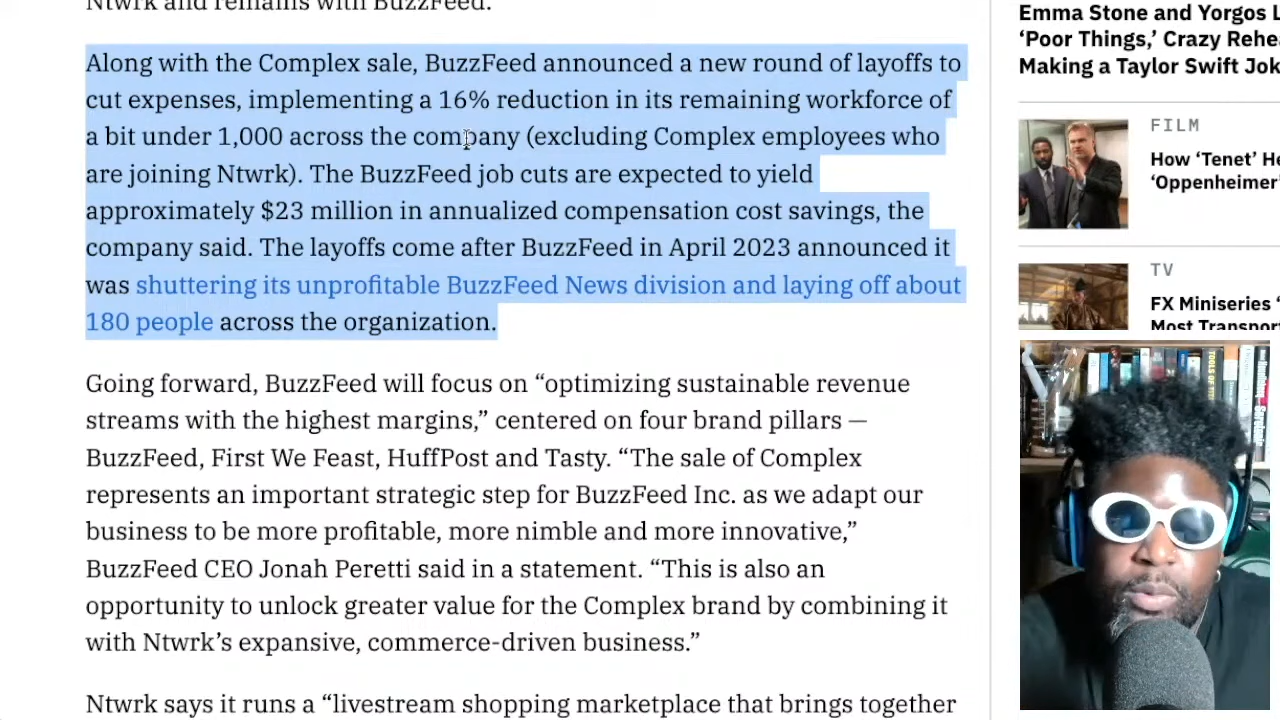 Ntwrk and remains with BuzzFeed.
Along with the Complex sale, BuzzFeed announced a new round of layoffs to
cut expenses, implementing a 16% reduction in its remaining workforce of
a bit under 1,000 across the company (excluding Complex employees who
are joining Ntwrk). The BuzzFeed job cuts are expected to yield
approximately $23 million in annualized compensation cost savings, the
company said. The layoffs come after BuzzFeed in April 2023 announced it
was shuttering its unprofitable BuzzFeed News division and laying off about
180 people across the organization.
Going forward, BuzzFeed will focus on “optimizing sustainable revenue
streams with the highest margins,” centered on four brand pillars —
BuzzFeed, First We Feast, HuffPost and Tasty. “The sale of Complex
represents an important strategic step for BuzzFeed Inc. as we adapt our
business to be more profitable, more nimble and more innovative,”
BuzzFeed CEO Jonah Peretti said in a statement. “This is also an
opportunity to unlock greater value for the Complex brand by combining it
with Ntwrk’s expansive, commerce-driven business.”
Ntwrk says it runs a “livestream shopping marketplace that brings together
Emma Stone and Yorgos L
‘Poor Things,’ Crazy Rehe
Making a Taylor Swift Jok
FILM
How ‘Tenet’ He
‘Oppenheimer’
TV
FX Miniseries ‘
Most Transport